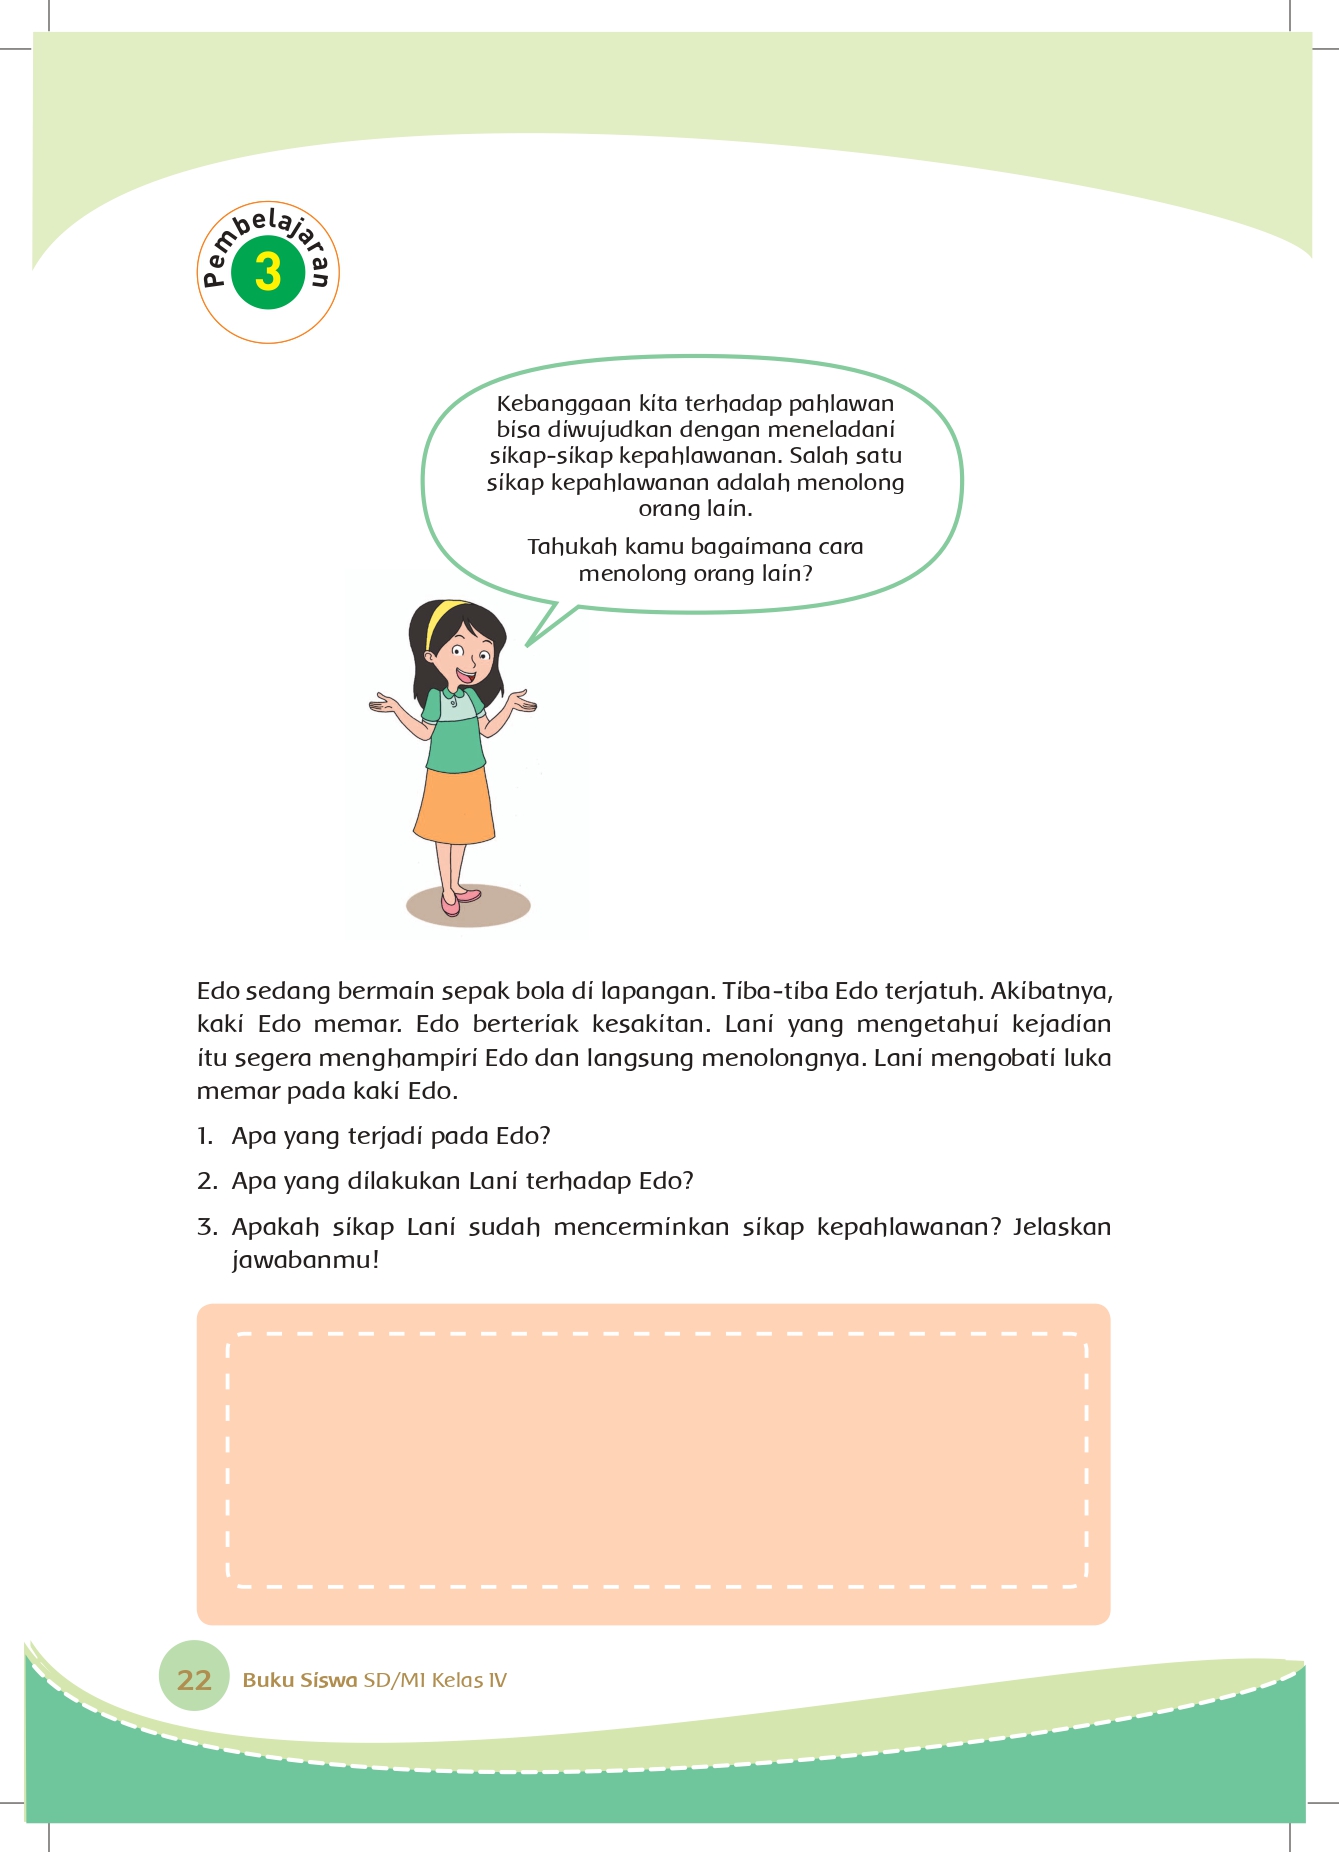 Pembelajaran
3
Kebanggaan kita terhadap pahlawan
bisa diwujudkan dengan meneladani
sikap-sikap kepahlawanan. Salah satu
sikap kepahlawanan adalah menolong
orang lain.
Tahukah kamu bagaimana cara
menolong orang lain?
Edo sedang bermain sepak bola di lapangan. Tiba-tiba Edo terjatuh. Akibatnya,
kaki Edo memar. Edo berteriak kesakitan. Lani yang mengetahui kejadian
itu segera menghampiri Edo dan langsung menolongnya. Lani mengobati luka
memar pada kaki Edo.
1. Apa yang terjadi pada Edo?
2. Apa yang dilakukan Lani terhadap Edo?
3. Apakah sikap Lani sudah mencerminkan sikap kepahlawanan? Jelaskan
jawabanmu!
22 Buku Siswa SD/MI Kelas IV